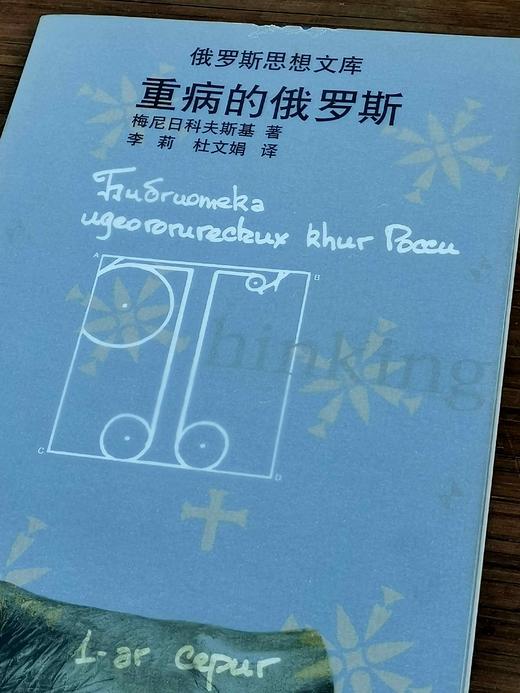 俄罗斯思想文库
重病的俄罗斯
梅尼日科夫斯基 著
李莉 杜文娟 译
Библиотека
идеологических книг Росси
A
B
hinking
C
D
1-ая серия